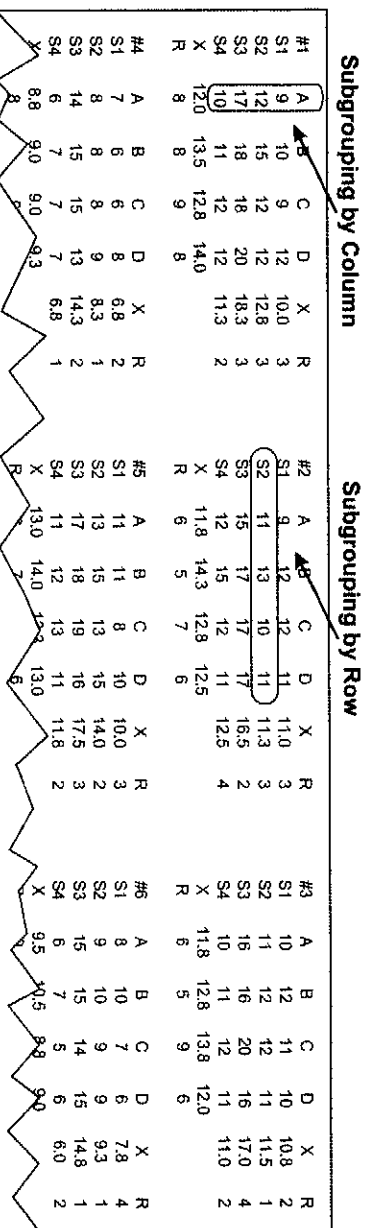 Subgrouping by Column Subgrouping by Row
#1 A B C D X R #2 A B C D X R #3 A B C D X R
S1 9 10 9 12 10.0 3 S1 9 12 12 11 11.0 3 S1 10 12 11 10 10.8 2
S2 12 15 12 12 12.8 3 S2 11 13 10 11 11.3 3 S2 11 12 12 11 11.5 1
S3 17 18 18 20 18.3 3 S3 15 17 17 17 16.5 2 S3 16 16 20 16 17.0 4
S4 10 11 12 12 11.3 2 S4 12 15 12 11 12.5 4 S4 10 11 12 11 11.0 2
X 12.0 13.5 12.8 14.0 X 11.8 14.3 12.8 12.5 X 11.8 12.8 13.8 12.0
R 8 8 9 8 R 6 5 7 6 R 6 5 9 6
#4 A B C D X R #5 A B C D X R #6 A B C D X R
S1 7 6 6 8 6.8 2 S1 11 11 8 10 10.0 3 S1 8 10 7 6 7.8 4
S2 8 8 8 9 8.3 1 S2 13 15 13 15 14.0 2 S2 9 10 9 9 9.3 1
S3 14 15 15 13 14.3 2 S3 17 18 19 16 17.5 3 S3 15 15 14 15 14.8 1
S4 6 7 7 7 6.8 1 S4 11 12 13 11 11.8 2 S4 6 7 5 6 6.0 2
X 8.8 9.0 9.0 9.3 X 13.0 14.0 13.0 X 9.5 10.5 8.8 9.0
8 R 6